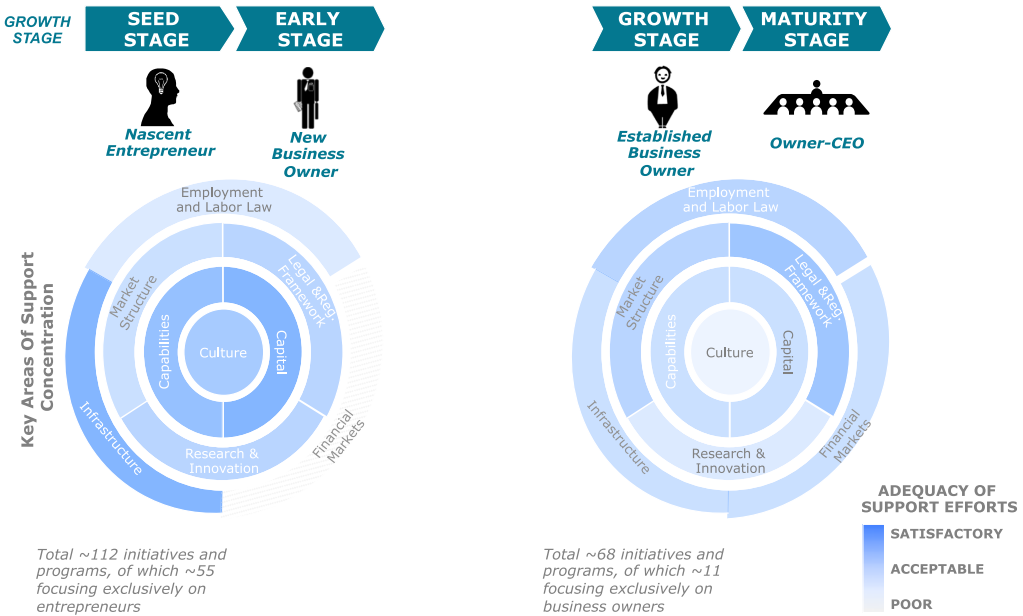 GROWTH
STAGE
SEED
STAGE
EARLY
STAGE
GROWTH
STAGE
MATURITY
STAGE
Nascent
Entrepreneur
New
Business
Owner
Established
Business
Owner
Owner-CEO
Key Areas Of Support
Concentration
Employment
and Labor Law
Market
Structure
Legal &Reg.
Framework
Capabilities
Culture
Capital
Infrastructure
Research &
Innovation
Financial
Markets
Employment
and Labor Law
Market
Structure
Legal &Reg.
Framework
Capabilities
Culture
Capital
Infrastructure
Research &
Innovation
Financial
Markets
Total ~112 initiatives and
programs, of which ~55
focusing exclusively on
entrepreneurs
Total ~68 initiatives and
programs, of which ~11
focusing exclusively on
business owners
ADEQUACY OF
SUPPORT EFFORTS
SATISFACTORY
ACCEPTABLE
POOR